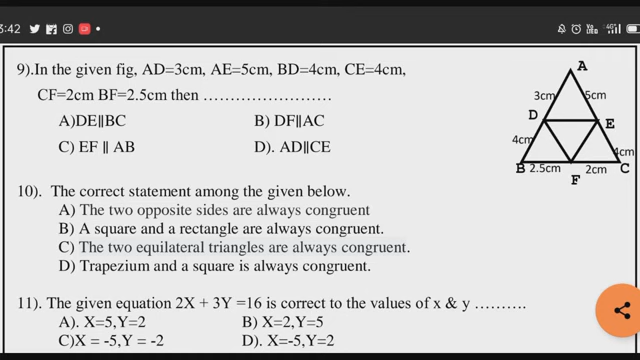 3:42
4G
9).In the given fig, AD=3cm, AE=5cm, BD=4cm, CE=4cm,
CF=2cm BF=2.5cm then ........................
A)DE∥BC B) DF∥AC
C) EF ∥ AB D). AD∥CE
A
3cm 5cm
D E
4cm 4cm
B 2.5cm F 2cm C
10). The correct statement among the given below.
A) The two opposite sides are always congruent
B) A square and a rectangle are always congruent.
C) The two equilateral triangles are always congruent.
D) Trapezium and a square is always congruent.
11). The given equation 2X + 3Y =16 is correct to the values of x & y ..........
A). X=5,Y=2 B) X=2,Y=5
C)X = -5,Y = -2 D). X=-5,Y=2